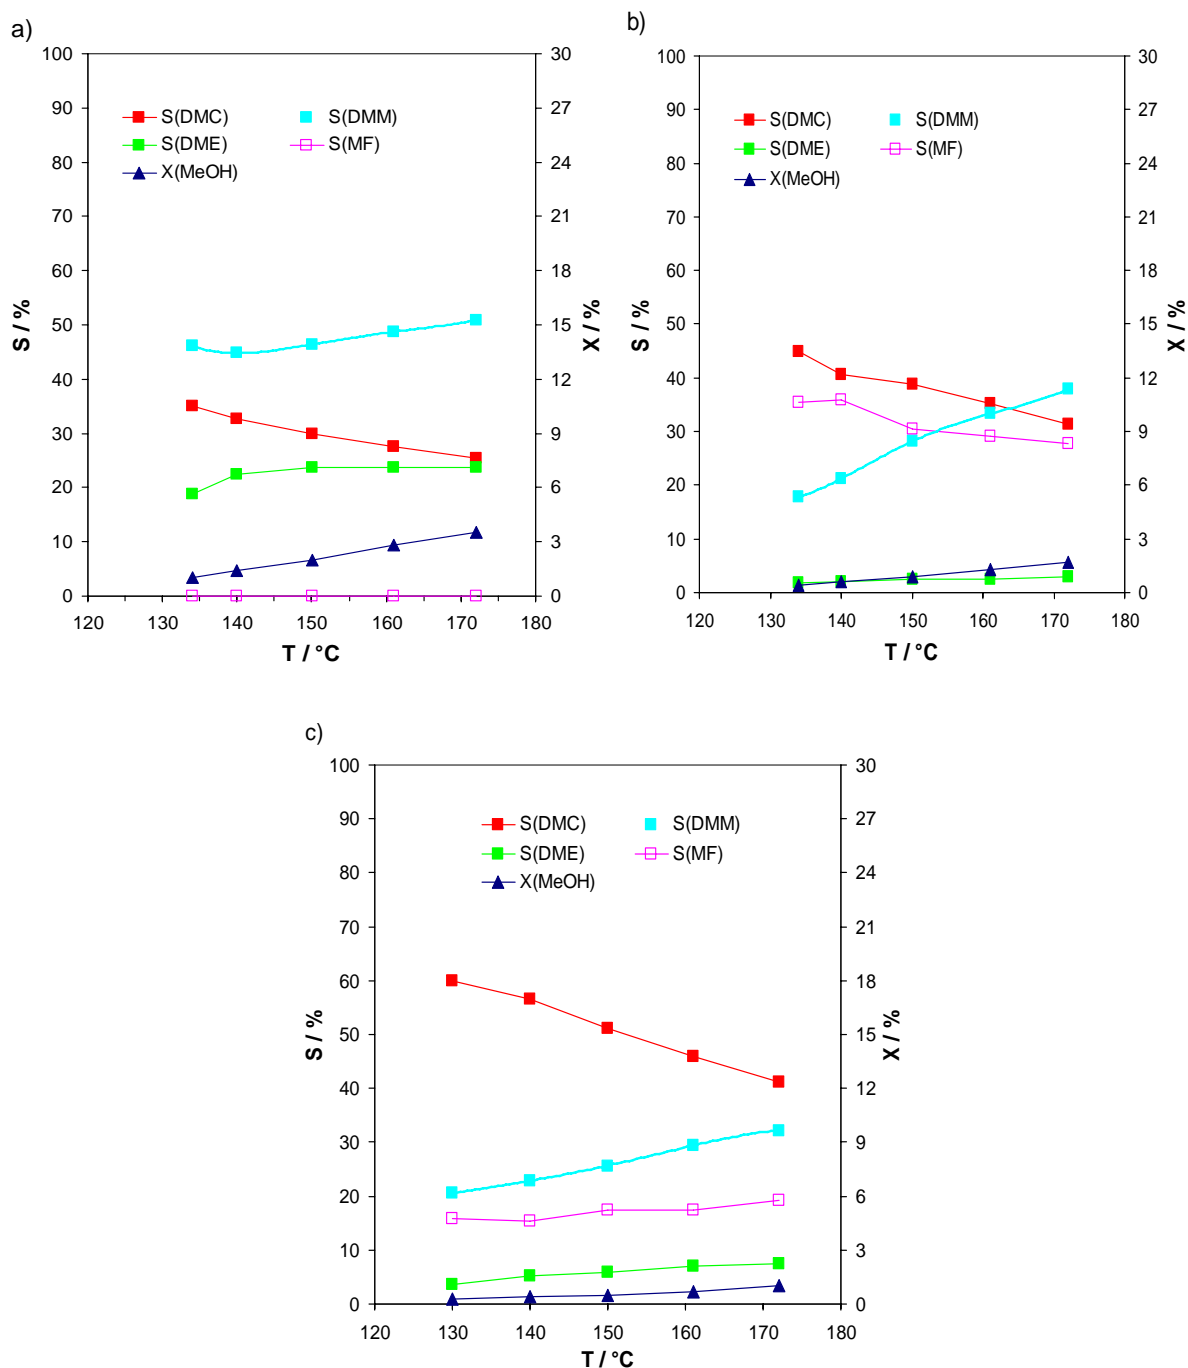 a)
100
90
80
70
60
50
40
30
20
10
0
S / %
S(DMC)
S(DMM)
S(DME)
S(MF)
X(MeOH)
30
27
24
21
18
15
12
9
6
3
0
X / %
120 130 140 150 160 170 180
T / °C
b)
100
90
80
70
60
50
40
30
20
10
0
S / %
S(DMC)
S(DMM)
S(DME)
S(MF)
X(MeOH)
30
27
24
21
18
15
12
9
6
3
0
X / %
120 130 140 150 160 170 180
T / °C
c)
100
90
80
70
60
50
40
30
20
10
0
S / %
S(DMC)
S(DMM)
S(DME)
S(MF)
X(MeOH)
30
27
24
21
18
15
12
9
6
3
0
X / %
120 130 140 150 160 170 180
T / °C